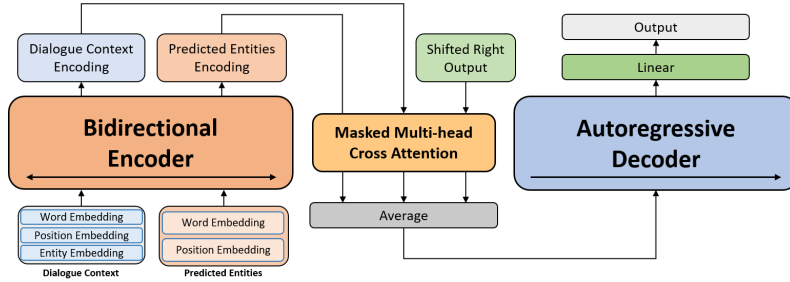 Dialogue Context
Encoding
Predicted Entities
Encoding
Shifted Right
Output
Output
Linear
Bidirectional
Encoder
Masked Multi-head
Cross Attention
Autoregressive
Decoder
Average
Word Embedding
Position Embedding
Entity Embedding
Dialogue Context
Word Embedding
Position Embedding
Predicted Entities